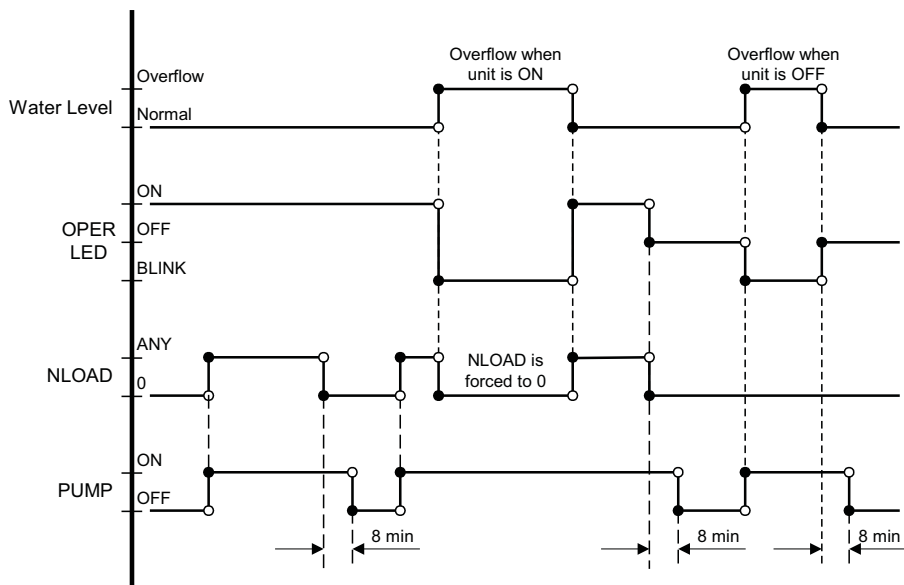 Overflow when
unit is ON
Overflow when
unit is OFF
Water Level
Overflow
Normal
OPER
LED
ON
OFF
BLINK
NLOAD
ANY
0
NLOAD is
forced to 0
PUMP
ON
OFF
8 min
8 min
8 min